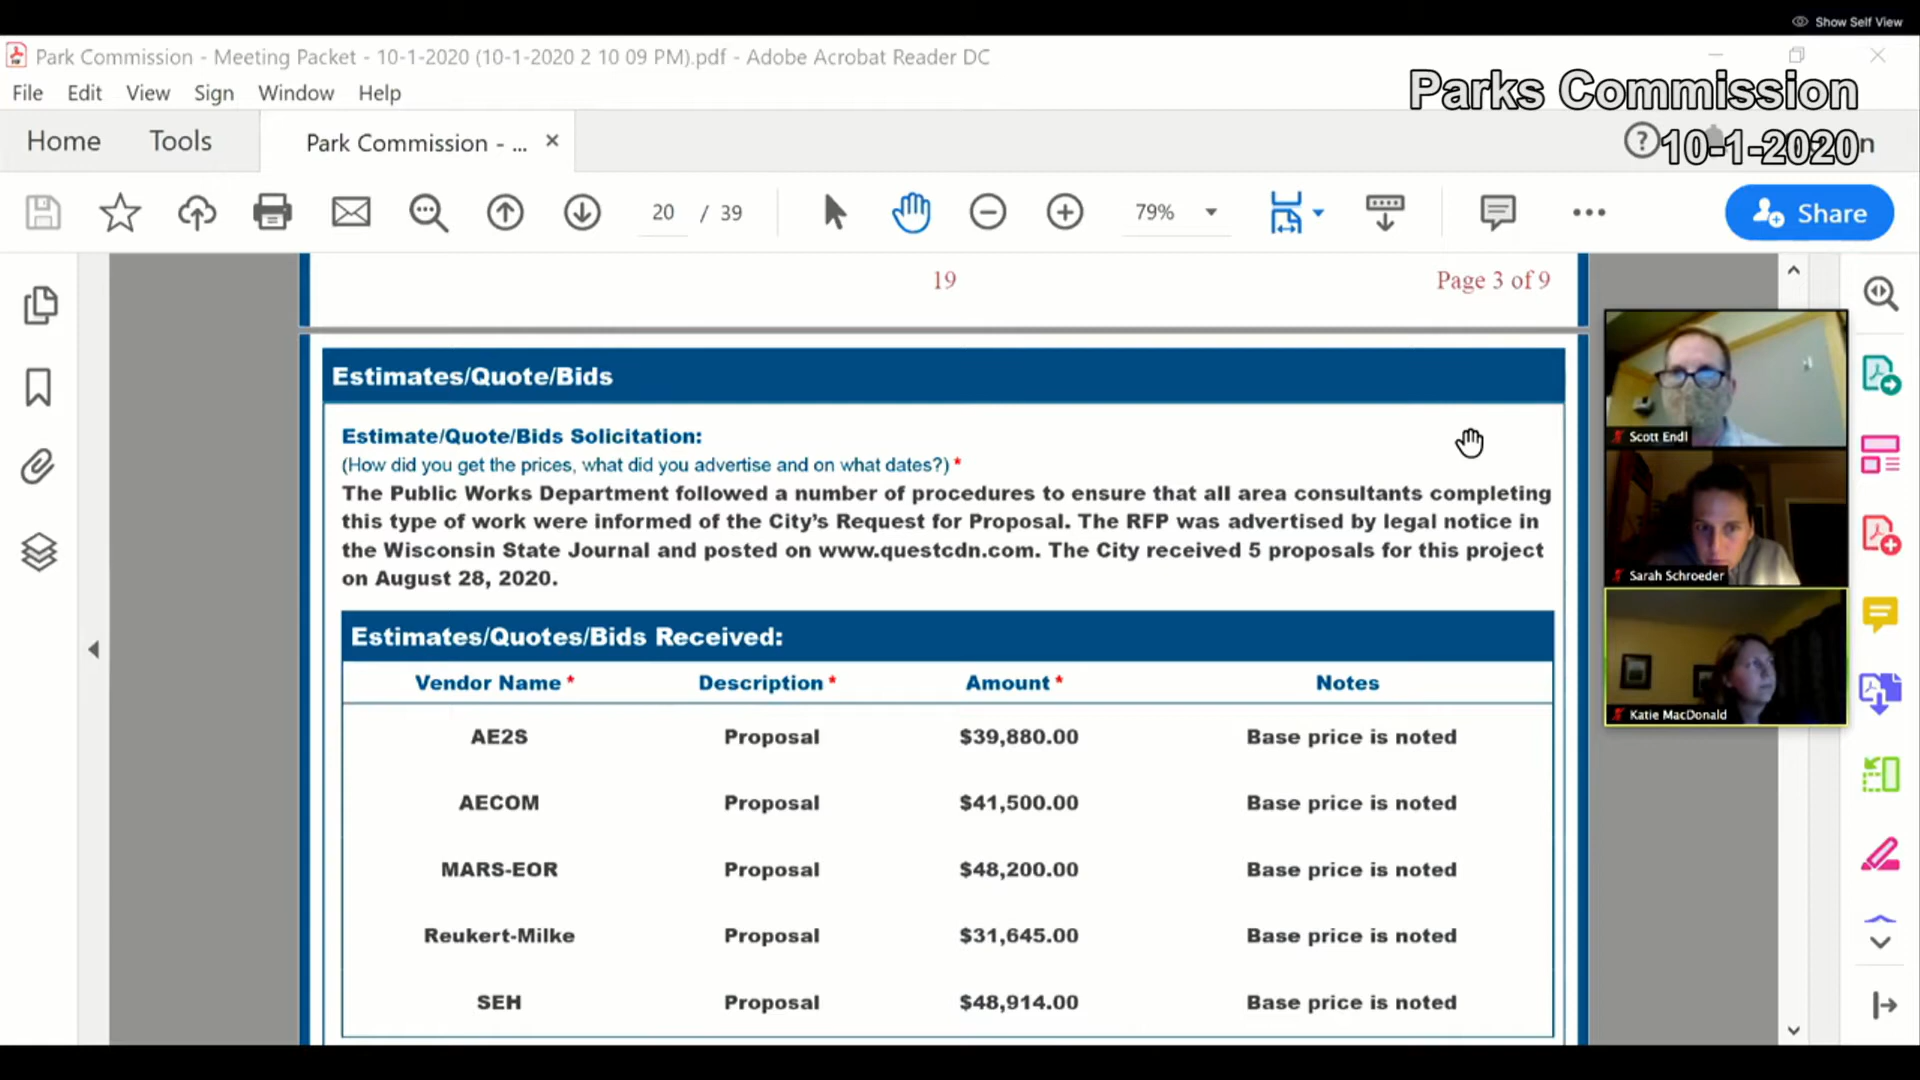 Show Self View
Park Commission - Meeting Packet - 10-1-2020 (10-1-2020 2 10 09 PM).pdf - Adobe Acrobat Reader DC
Parks Commission
File Edit View Sign Window Help
10-1-2020
Home Tools Park Commission - ...
20 / 39 79% Share
19 Page 3 of 9
Estimates/Quote/Bids
Estimate/Quote/Bids Solicitation:
(How did you get the prices, what did you advertise and on what dates?) *
The Public Works Department followed a number of procedures to ensure that all area consultants completing
this type of work were informed of the City's Request for Proposal. The RFP was advertised by legal notice in
the Wisconsin State Journal and posted on www.questcdn.com. The City received 5 proposals for this project
on August 28, 2020.
Estimates/Quotes/Bids Received:
Vendor Name * Description * Amount * Notes
AE2S Proposal $39,880.00 Base price is noted
AECOM Proposal $41,500.00 Base price is noted
MARS-EOR Proposal $48,200.00 Base price is noted
Reukert-Milke Proposal $31,645.00 Base price is noted
SEH Proposal $48,914.00 Base price is noted
Scott Endl
Sarah Schroeder
Katie MacDonald